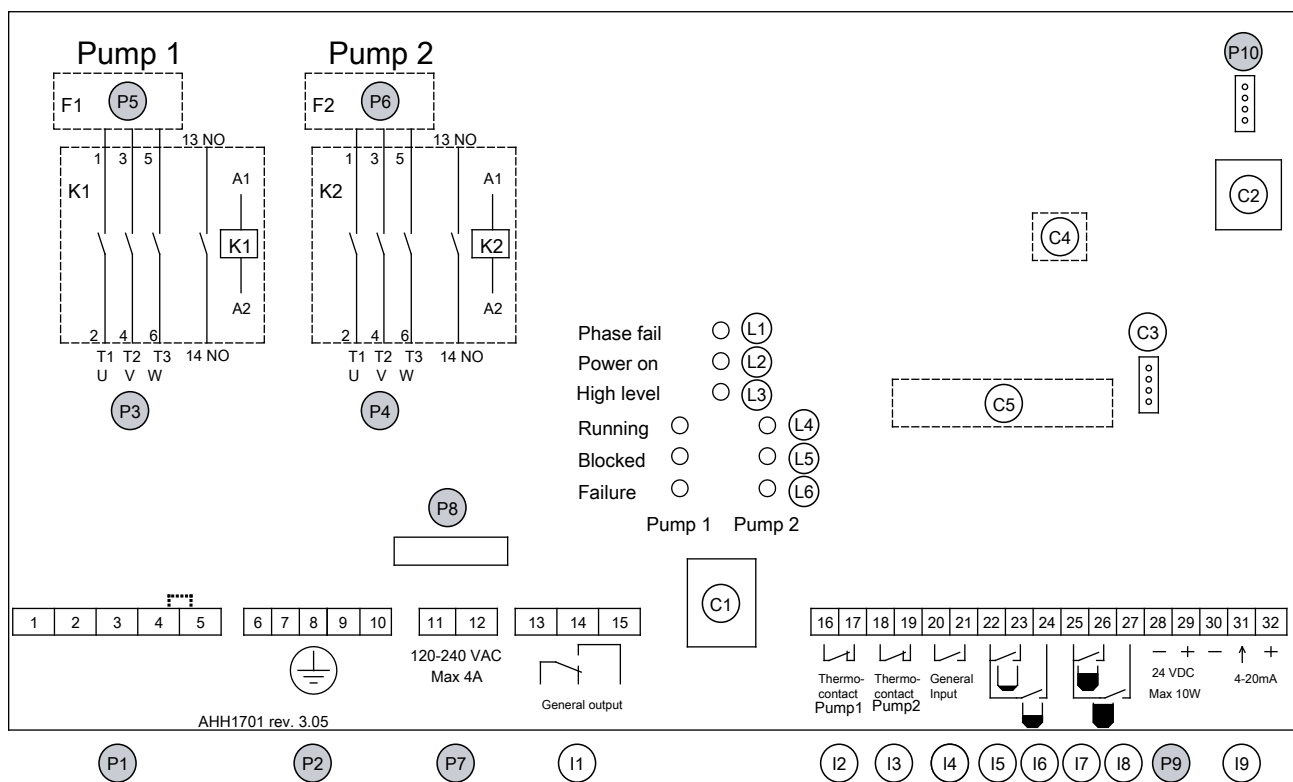 Pump 1 Pump 2 P10
F1 P5 F2 P6
13 NO 13 NO
1 3 5 1 3 5
K1 A1 K2 A1 C2
K1 K2 C4
A2 A2
2 4 6 2 4 6
T1 T2 T3 14 NO T1 T2 T3 14 NO
U V W U V W
P3 P4
Phase fail L1 C3
Power on L2
High level L3 C5
Running L4
Blocked L5
Failure L6
P8
Pump 1 Pump 2
C1
1 2 3 4 5 6 7 8 9 10 11 12 13 14 15 16 17 18 19 20 21 22 23 24 25 26 27 28 29 30 31 32
120-240 VAC
Max 4A
General output
Thermo-
contact
Pump1
Thermo-
contact
Pump2
General
Input
− + − ↑ +
24 VDC
Max 10W
4-20mA
AHH1701 rev. 3.05
P1 P2 P7 I1 I2 I3 I4 I5 I6 I7 I8 P9 I9